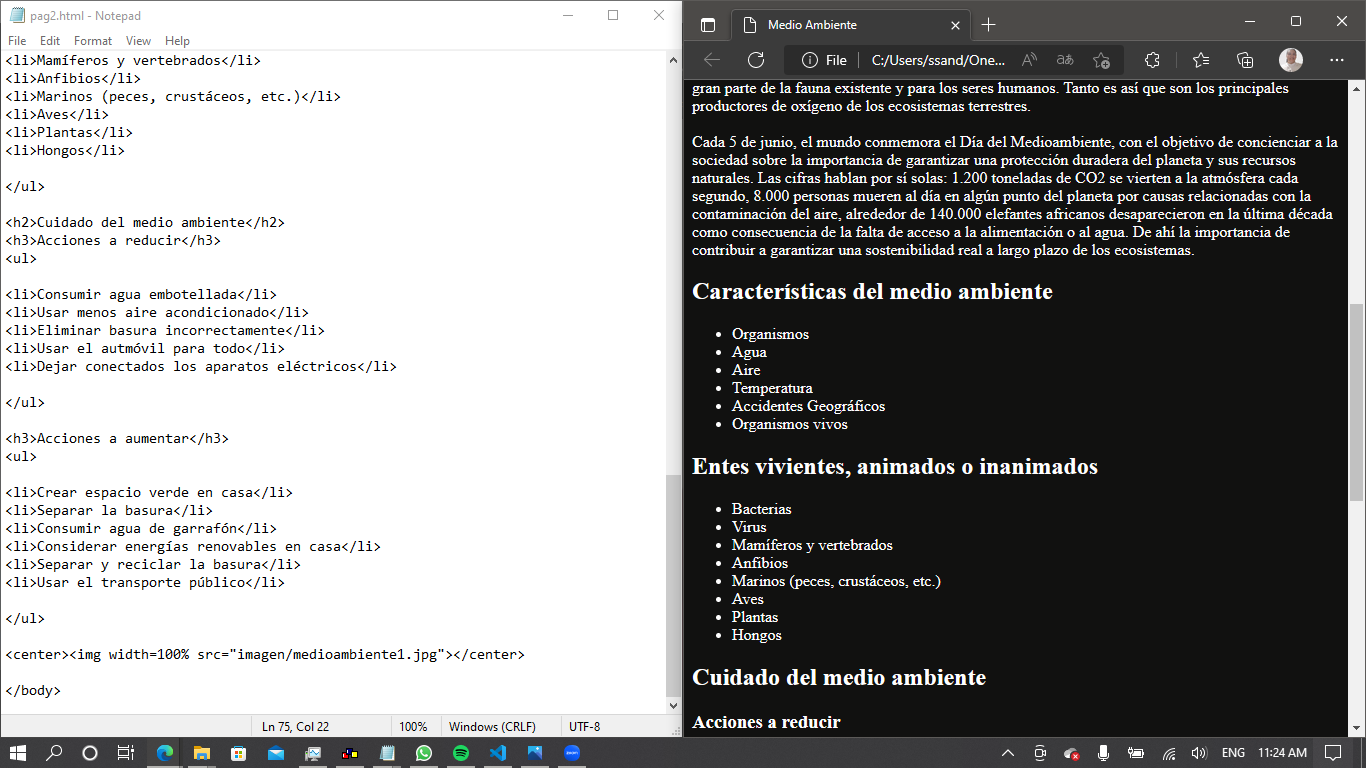 pag2.html - Notepad
File Edit Format View Help
<li>Mamíferos y vertebrados</li>
<li>Anfibios</li>
<li>Marinos (peces, crustáceos, etc.)</li>
<li>Aves</li>
<li>Plantas</li>
<li>Hongos</li>
</ul>
<h2>Cuidado del medio ambiente</h2>
<h3>Acciones a reducir</h3>
<ul>
<li>Consumir agua embotellada</li>
<li>Usar menos aire acondicionado</li>
<li>Eliminar basura incorrectamente</li>
<li>Usar el autmóvil para todo</li>
<li>Dejar conectados los aparatos eléctricos</li>
</ul>
<h3>Acciones a aumentar</h3>
<ul>
<li>Crear espacio verde en casa</li>
<li>Separar la basura</li>
<li>Consumir agua de garrafón</li>
<li>Considerar energías renovables en casa</li>
<li>Separar y reciclar la basura</li>
<li>Usar el transporte público</li>
</ul>
<center><img width=100% src="imagen/medioambiente1.jpg"></center>
</body>
Ln 75, Col 22 100% Windows (CRLF) UTF-8
Medio Ambiente
File C:/Users/ssand/One...
gran parte de la fauna existente y para los seres humanos. Tanto es así que son los principales
productores de oxígeno de los ecosistemas terrestres.
Cada 5 de junio, el mundo conmemora el Día del Medioambiente, con el objetivo de concienciar a la
sociedad sobre la importancia de garantizar una protección duradera del planeta y sus recursos
naturales. Las cifras hablan por sí solas: 1.200 toneladas de CO2 se vierten a la atmósfera cada
segundo, 8.000 personas mueren al día en algún punto del planeta por causas relacionadas con la
contaminación del aire, alrededor de 140.000 elefantes africanos desaparecieron en la última década
como consecuencia de la falta de acceso a la alimentación o al agua. De ahí la importancia de
contribuir a garantizar una sostenibilidad real a largo plazo de los ecosistemas.
Características del medio ambiente
Organismos
Agua
Aire
Temperatura
Accidentes Geográficos
Organismos vivos
Entes vivientes, animados o inanimados
Bacterias
Virus
Mamíferos y vertebrados
Anfibios
Marinos (peces, crustáceos, etc.)
Aves
Plantas
Hongos
Cuidado del medio ambiente
Acciones a reducir
ENG 11:24 AM